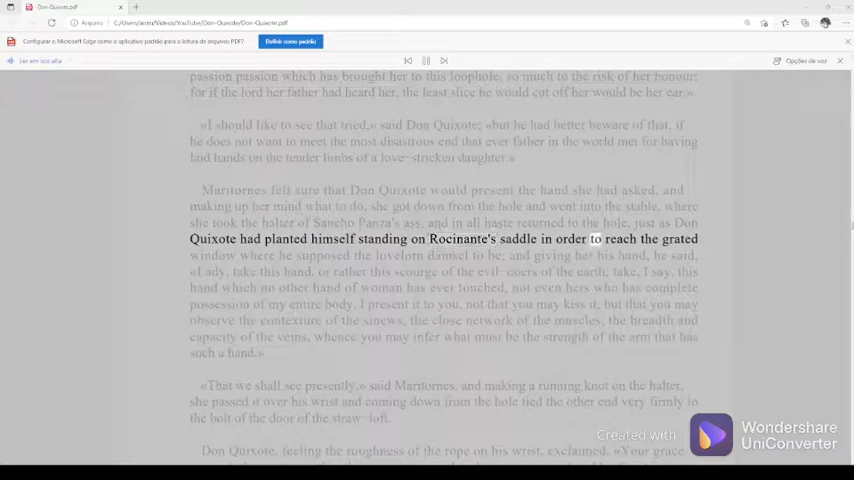 Don-Quixote.pdf
Arquivo C:/Users/
/Videos/YouTube/Don-Quixote/Don-Quixote.pdf
Configurar o Microsoft Edge como o aplicativo padrão para a leitura de arquivos PDF? Definir como padrão
Ler em voz alta Opções de voz
passion passion which has brought her to this loophole, so much to the risk of her honour;
for if the lord her father had heard her, the least slice he would cut off her would be her ear.»
«I should like to see that tried,» said Don Quixote; «but he had better beware of that, if
he does not want to meet the most disastrous end that ever father in the world met for having
laid hands on the tender limbs of a love-stricken daughter.»
Maritornes felt sure that Don Quixote would present the hand she had asked, and
making up her mind what to do, she got down from the hole and went into the stable, where
she took the halter of Sancho Panza's ass, and in all haste returned to the hole, just as Don
Quixote had planted himself standing on Rocinante's saddle in order to reach the grated
window where he supposed the lovelorn damsel to be; and giving her his hand, he said,
«Lady, take this hand, or rather this scourge of the evil-doers of the earth; take, I say, this
hand which no other hand of woman has ever touched, not even hers who has complete
possession of my entire body. I present it to you, not that you may kiss it, but that you may
observe the contexture of the sinews, the close network of the muscles, the breadth and
capacity of the veins, whence you may infer what must be the strength of the arm that has
such a hand.»
«That we shall see presently,» said Maritornes, and making a running knot on the halter,
she passed it over his wrist and coming down from the hole tied the other end very firmly to
the bolt of the door of the straw-loft.
Don Quixote, feeling the roughness of the rope on his wrist, exclaimed, «Your grace
Created with Wondershare
UniConverter